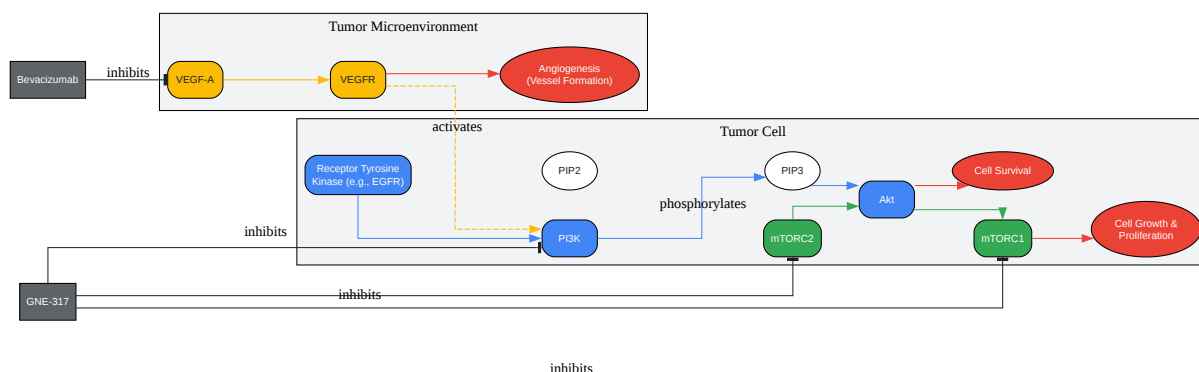 Tumor Microenvironment
Bevacizumab
inhibits
VEGF-A
VEGFR
Angiogenesis
(Vessel Formation)
activates
Tumor Cell
Receptor Tyrosine
Kinase (e.g., EGFR)
PIP2
PIP3
Cell Survival
Akt
phosphorylates
inhibits
PI3K
mTORC2
mTORC1
Cell Growth &
Proliferation
GNE-317
inhibits
inhibits